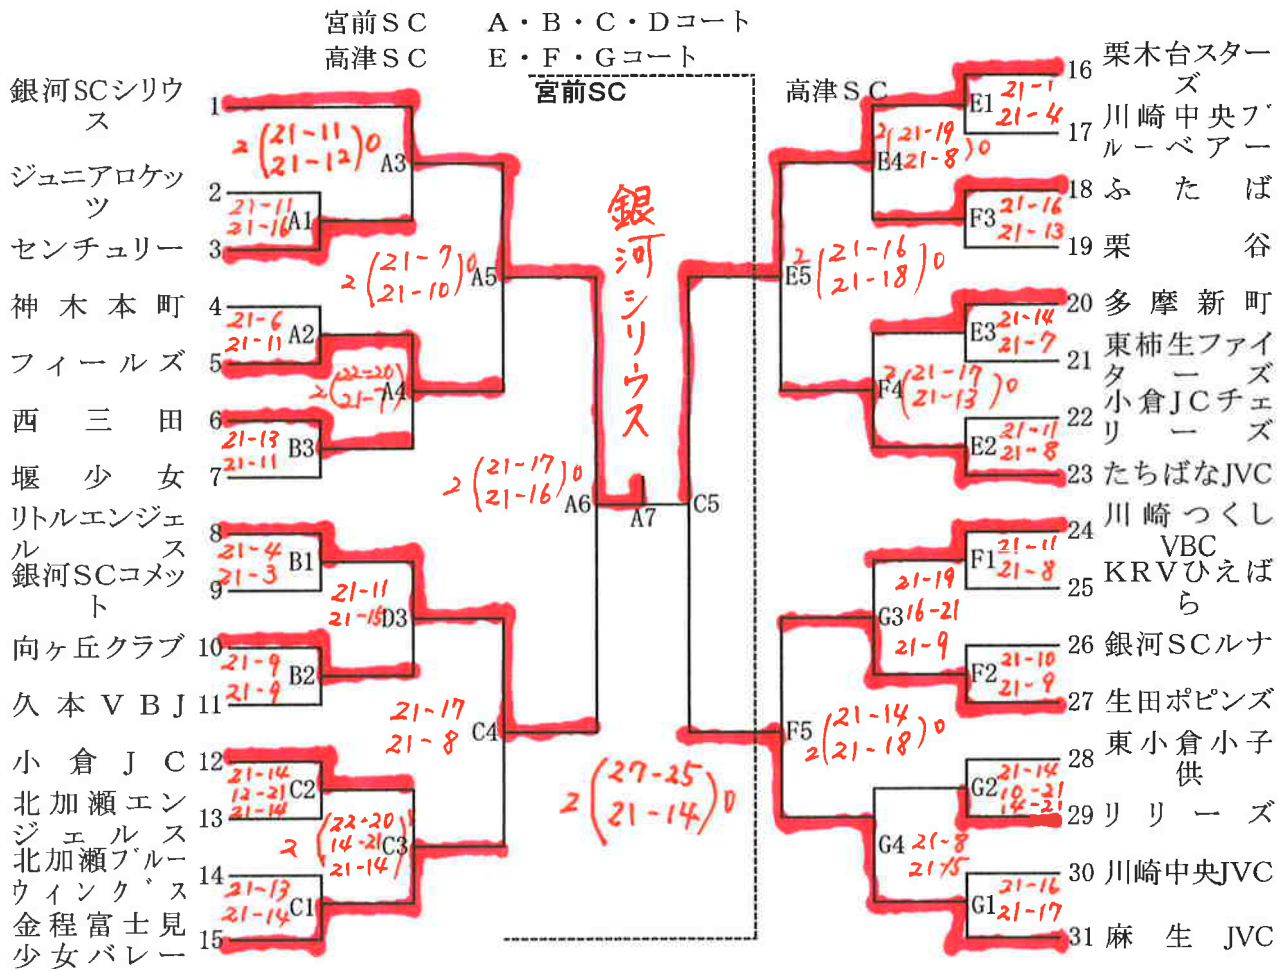 宮前SC A・B・C・Dコート
高津SC E・F・Gコート
宮前SC
高津SC
銀河SCシリウ
ス
1
2(21-11
21-12)0
A3
ジュニアロケッ
ツ
2
21-11
21-16
A1
センチュリー
3
2(21-7
21-10)0
A5
神木本町
4
21-6
21-11
A2
フィールズ
5
2(22-20
21-7)
A4
西三田
6
21-13
21-11
B3
堰少女
7
2(21-17
21-16)0
A6
リトルエンジェ
ルス
8
21-4
21-3
B1
銀河SCコメッ
ト
9
21-11
21-15
D3
向ヶ丘クラブ
10
21-9
21-9
B2
久本VBJ
11
21-17
21-8
C4
小倉JC
12
21-14
12-21
21-14
C2
北加瀬エン
ジェルス
13
2(22-20
14-21
21-14)
C3
北加瀬ブルー
ウィングス
14
21-13
21-14
C1
金程富士見
少女バレー
15
銀河シリウス
A7
C5
2(27-25
21-14)0
16
栗木台スター
ズ
E1
21-1
21-4
17
川崎中央ブ
ルーベアー
2(21-19
21-8)0
E4
18
ふたば
F3
21-16
21-13
19
栗谷
E5
2(21-16
21-18)0
20
多摩新町
E3
21-14
21-7
21
東柿生ファイ
ターズ
F4
2(21-17
21-13)0
22
小倉JCチェ
リーズ
E2
21-11
21-8
23
たちばなJVC
24
川崎つくし
VBC
F1
21-11
21-8
25
KRVひえば
ら
G3
21-19
16-21
21-9
26
銀河SCルナ
F2
21-10
21-9
27
生田ポピンズ
F5
2(21-14
21-18)0
28
東小倉小子
供
G2
21-14
10-21
14-21
29
リリーズ
G4
21-8
21-15
30
川崎中央JVC
G1
21-16
21-17
31
麻生JVC